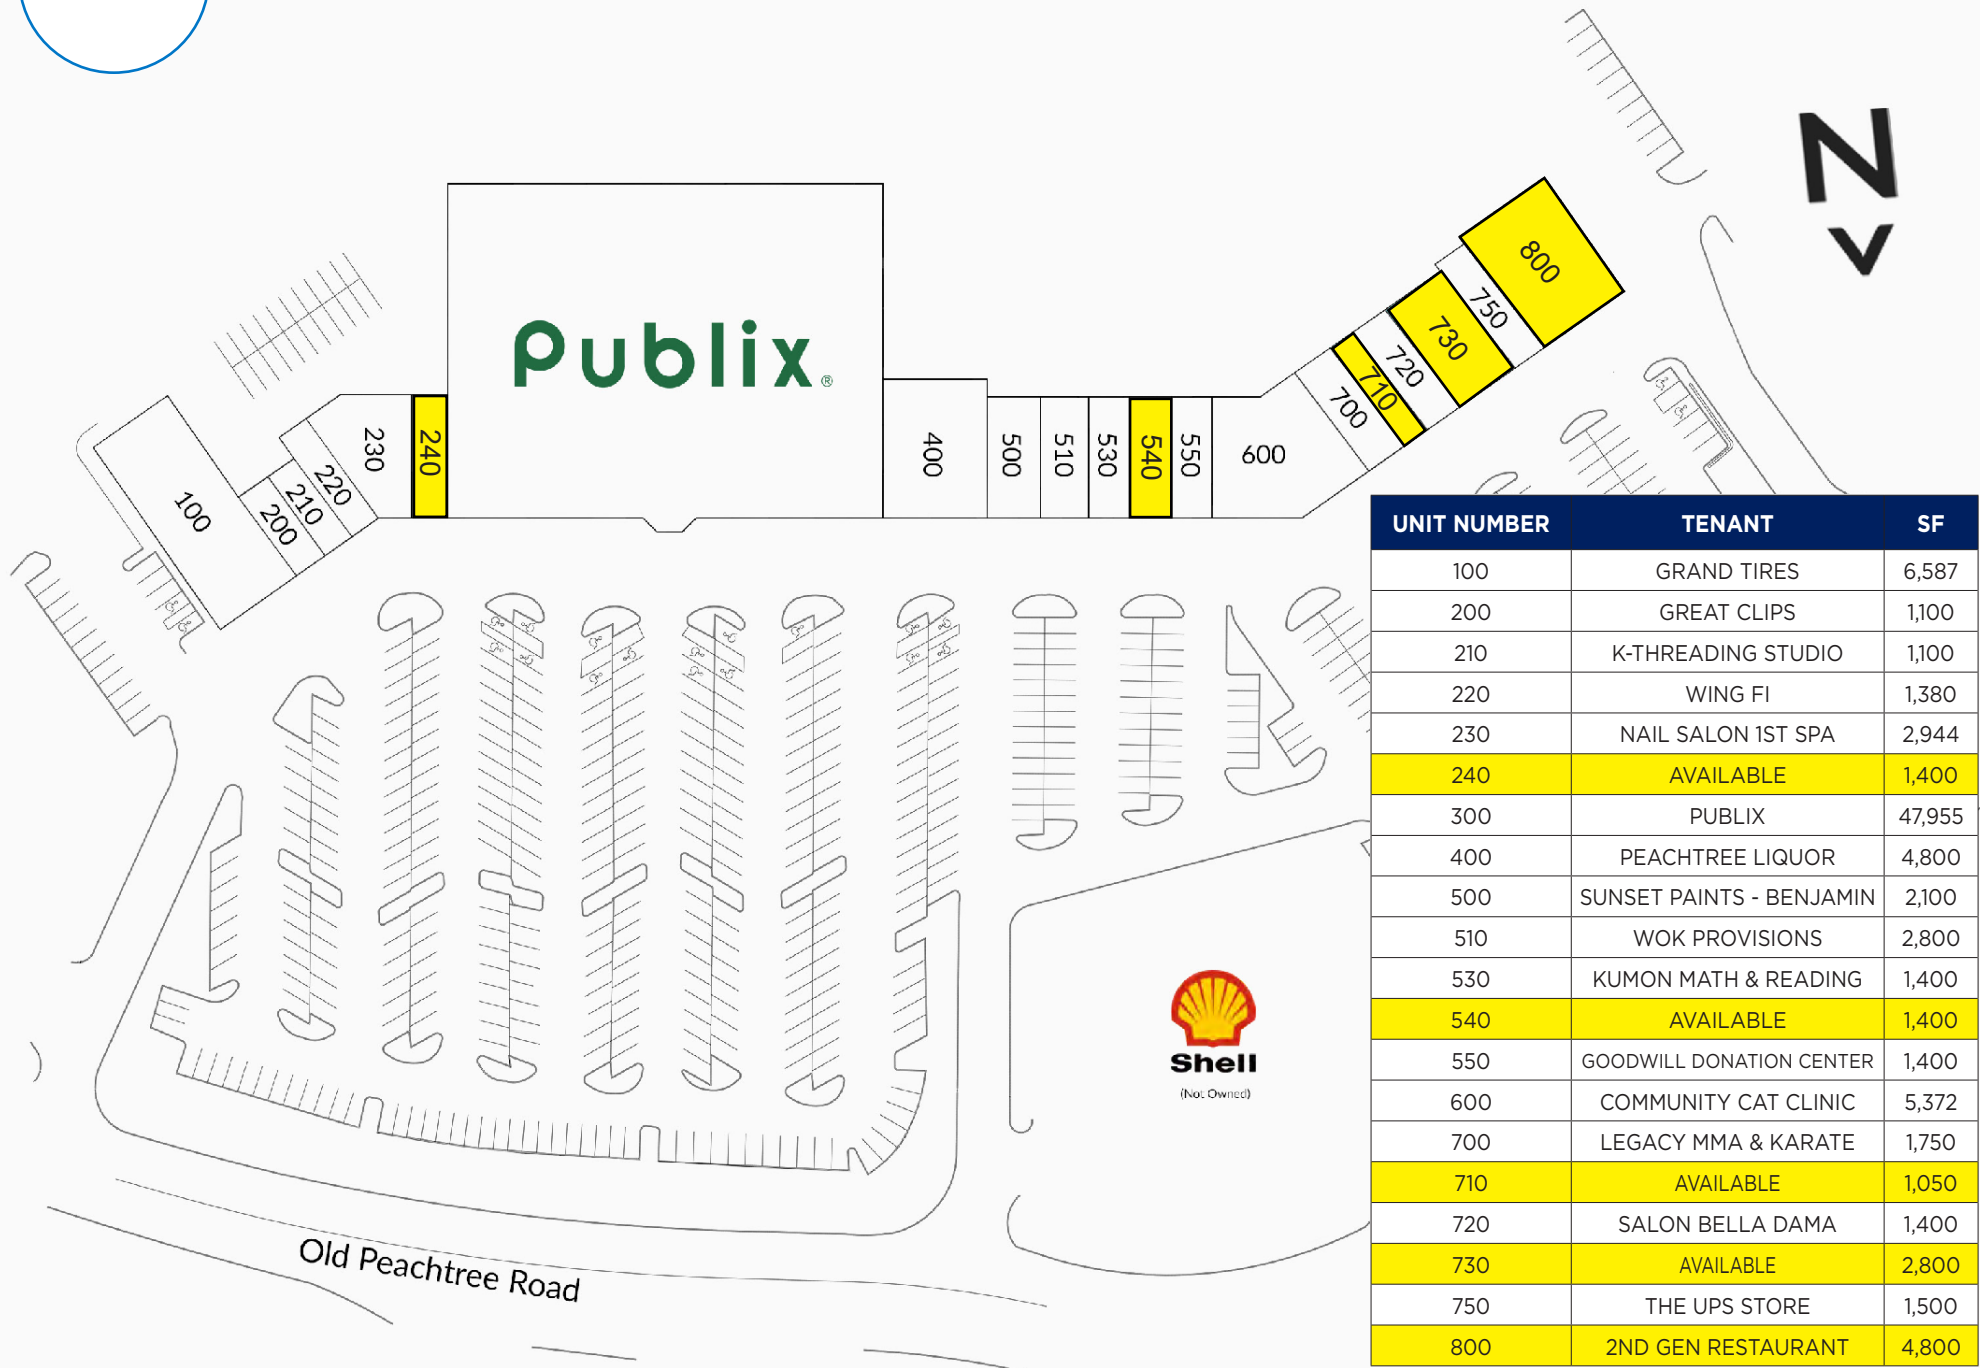 N
Publix®
800
750
730
720
710
700
600
550
540
530
510
500
400
240
230
220
210
200
100
UNIT NUMBER TENANT SF
100 GRAND TIRES 6,587
200 GREAT CLIPS 1,100
210 K-THREADING STUDIO 1,100
220 WING FI 1,380
230 NAIL SALON 1ST SPA 2,944
240 AVAILABLE 1,400
300 PUBLIX 47,955
400 PEACHTREE LIQUOR 4,800
500 SUNSET PAINTS - BENJAMIN 2,100
510 WOK PROVISIONS 2,800
530 KUMON MATH & READING 1,400
540 AVAILABLE 1,400
550 GOODWILL DONATION CENTER 1,400
600 COMMUNITY CAT CLINIC 5,372
700 LEGACY MMA & KARATE 1,750
710 AVAILABLE 1,050
720 SALON BELLA DAMA 1,400
730 AVAILABLE 2,800
750 THE UPS STORE 1,500
800 2ND GEN RESTAURANT 4,800
Shell
(Not Owned)
Old Peachtree Road